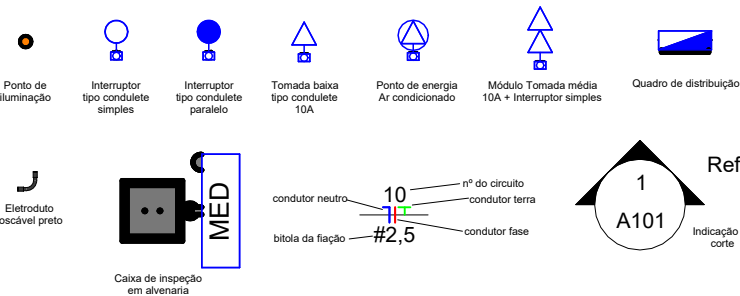 Ponto de
iluminação
Interruptor
tipo condulete
simples
Interruptor
tipo condulete
paralelo
Tomada baixa
tipo condulete
10A
Ponto de energia
Ar condicionado
Módulo Tomada média
10A + Interruptor simples
Quadro de distribuição
Eletroduto
oscável preto
MED
Caixa de inspeção
em alvenaria
condutor neutro
10
nº do circuito
condutor terra
bitola da fiação
#2,5
condutor fase
1
A101
Ref
Indicação
corte